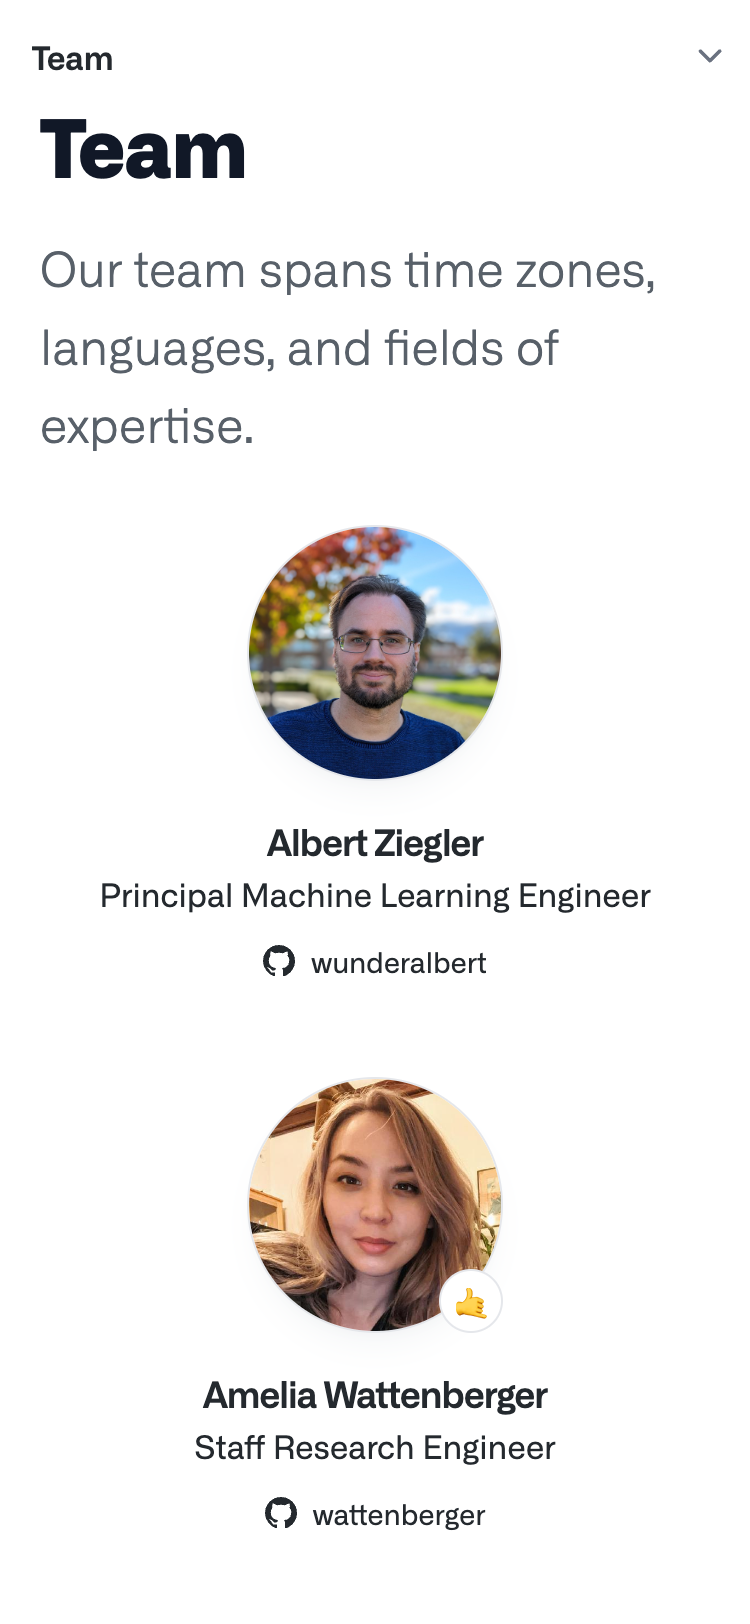 Team
Team
Our team spans time zones,
languages, and fields of
expertise.
Albert Ziegler
Principal Machine Learning Engineer
wunderalbert
Amelia Wattenberger
Staff Research Engineer
wattenberger